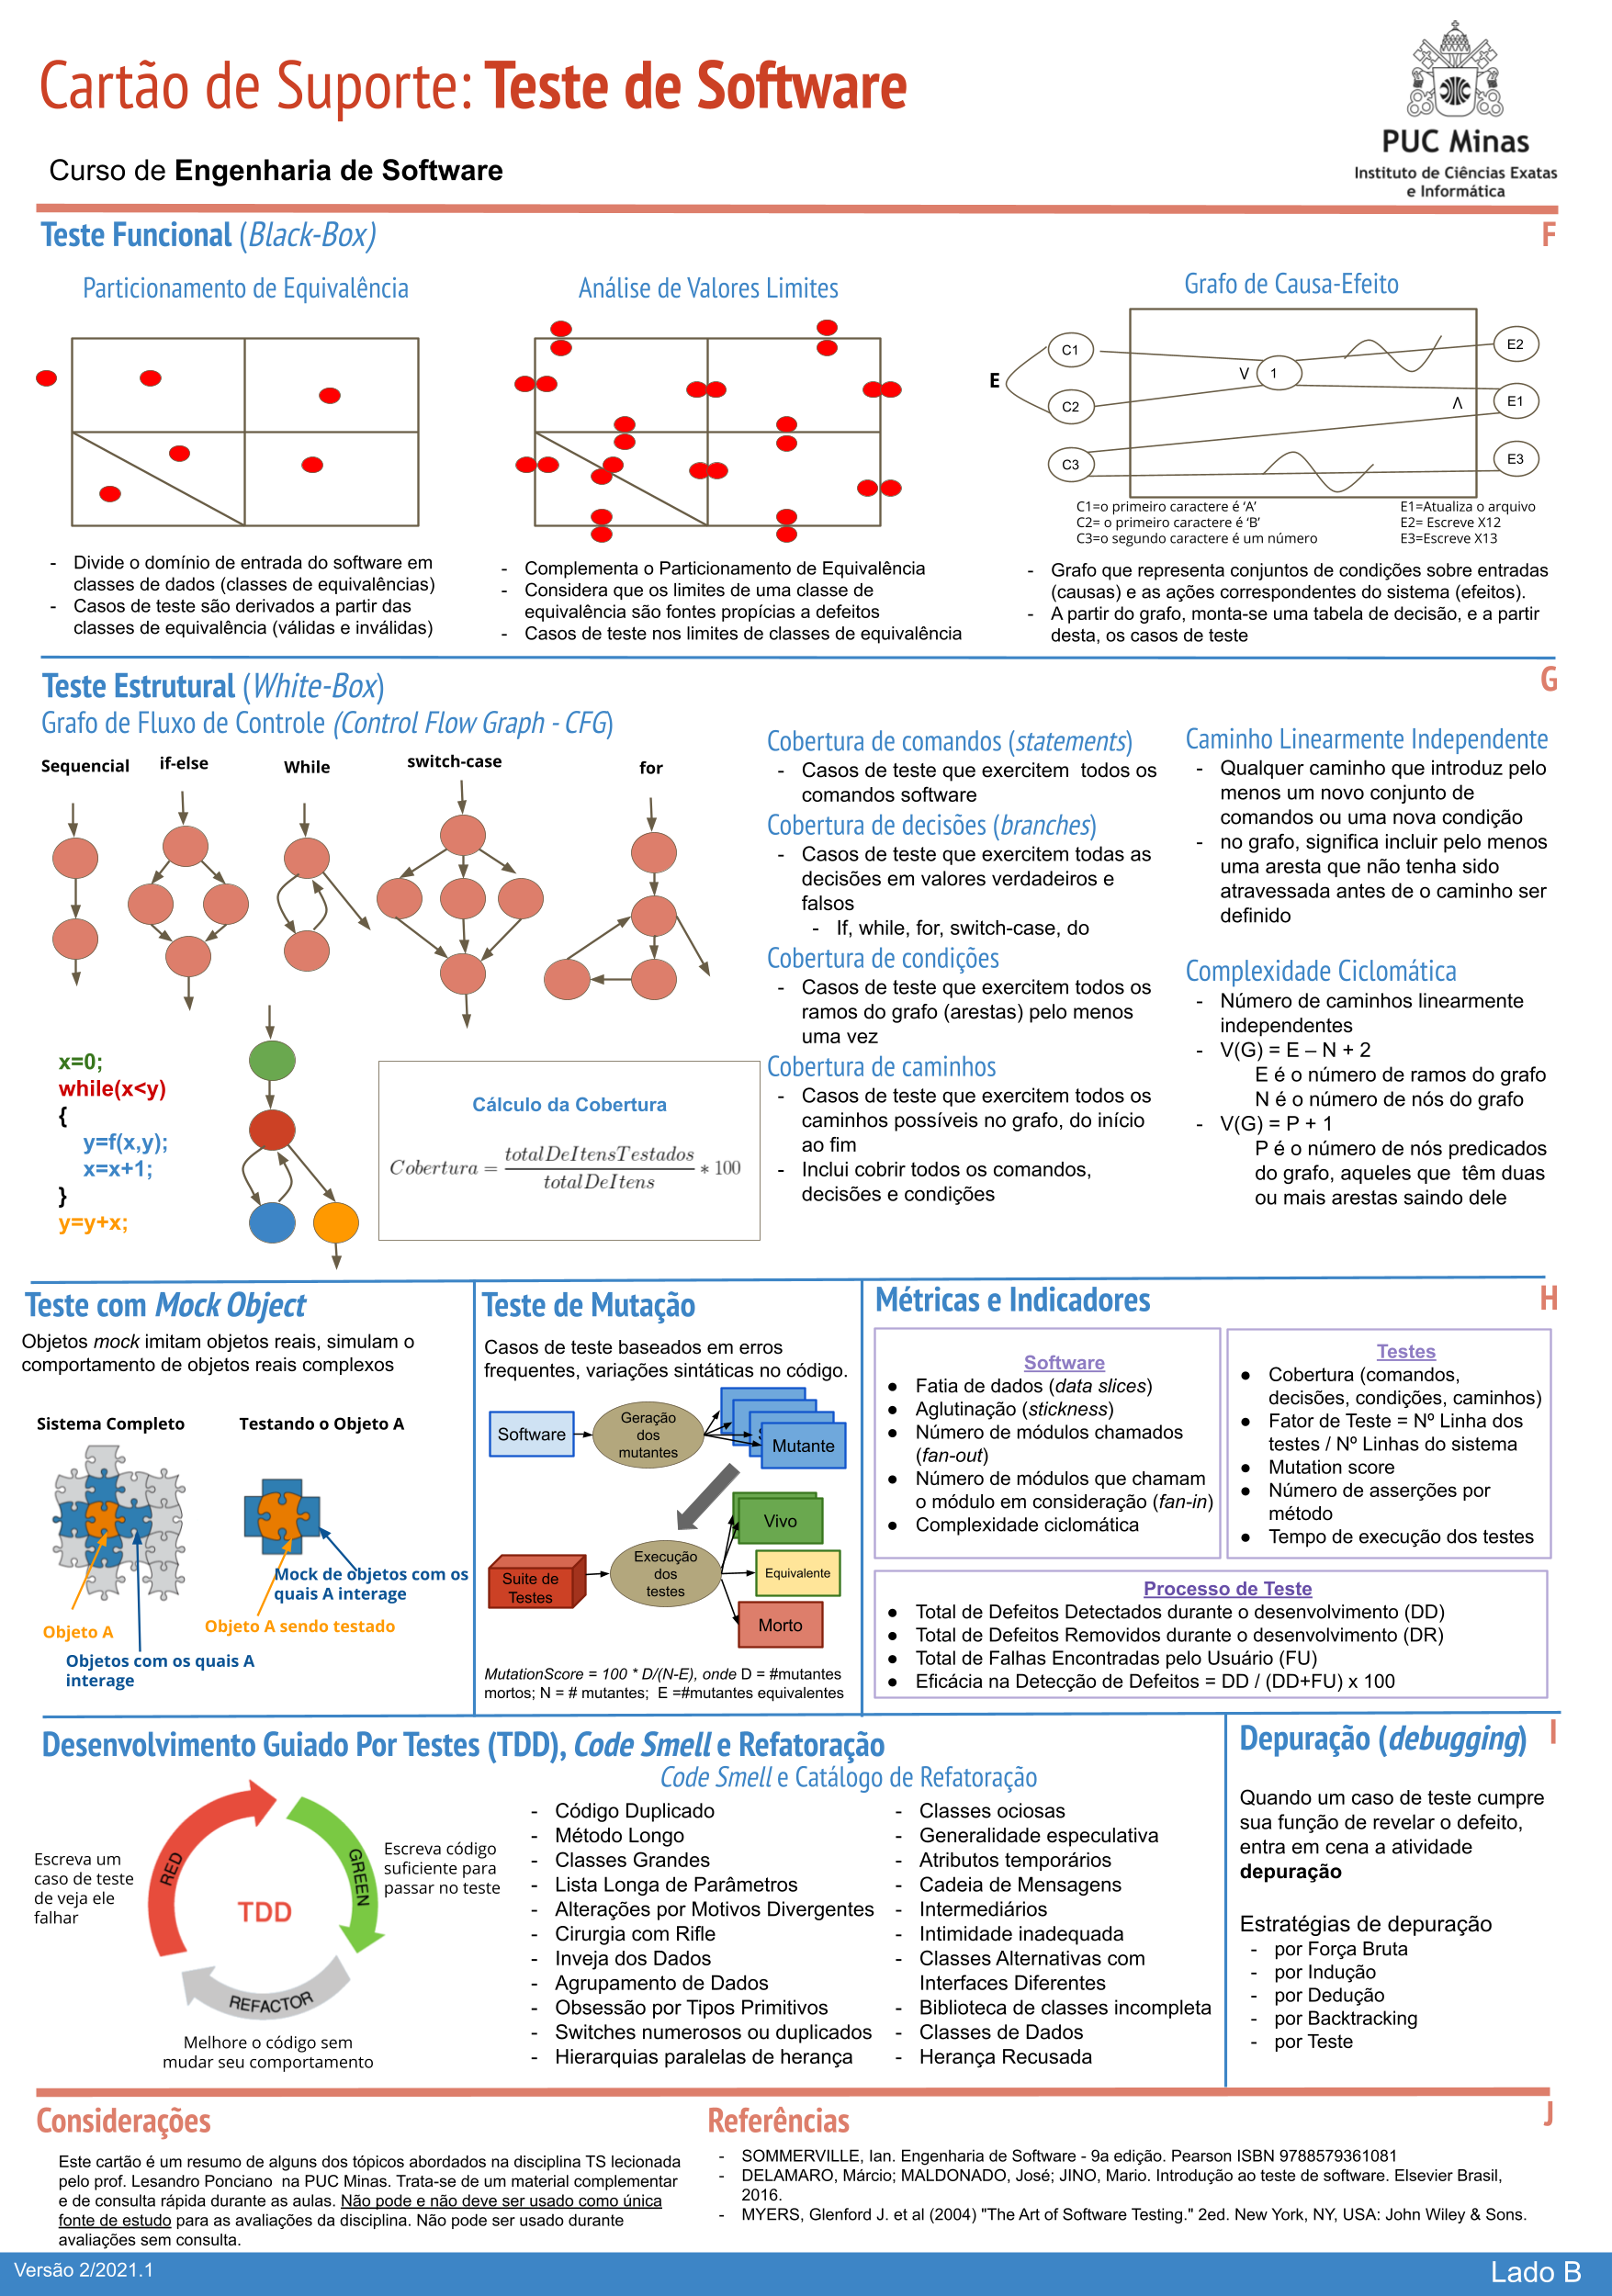 Cartão de Suporte: Teste de Software
Curso de Engenharia de Software
PUC Minas
Instituto de Ciências Exatas
e Informática
Teste Funcional (Black-Box)
F
Particionamento de Equivalência
- Divide o domínio de entrada do software em
classes de dados (classes de equivalências)
- Casos de teste são derivados a partir das
classes de equivalência (válidas e inválidas)
Análise de Valores Limites
- Complementa o Particionamento de Equivalência
- Considera que os limites de uma classe de
equivalência são fontes propícias a defeitos
- Casos de teste nos limites de classes de equivalência
Grafo de Causa-Efeito
E
C1
C2
C3
V
1
Λ
E2
E1
E3
C1=o primeiro caractere é ‘A’
C2= o primeiro caractere é ‘B’
C3=o segundo caractere é um número
E1=Atualiza o arquivo
E2= Escreve X12
E3=Escreve X13
- Grafo que representa conjuntos de condições sobre entradas
(causas) e as ações correspondentes do sistema (efeitos).
- A partir do grafo, monta-se uma tabela de decisão, e a partir
desta, os casos de teste
Teste Estrutural (White-Box)
G
Grafo de Fluxo de Controle (Control Flow Graph - CFG)
Sequencial
if-else
While
switch-case
for
x=0;
while(x<y)
{
y=f(x,y);
x=x+1;
}
y=y+x;
Cálculo da Cobertura
Cobertura = totalDeItensTestados / totalDeItens * 100
Cobertura de comandos (statements)
- Casos de teste que exercitem todos os
comandos software
Cobertura de decisões (branches)
- Casos de teste que exercitem todas as
decisões em valores verdadeiros e
falsos
- If, while, for, switch-case, do
Cobertura de condições
- Casos de teste que exercitem todos os
ramos do grafo (arestas) pelo menos
uma vez
Cobertura de caminhos
- Casos de teste que exercitem todos os
caminhos possíveis no grafo, do início
ao fim
- Inclui cobrir todos os comandos,
decisões e condições
Caminho Linearmente Independente
- Qualquer caminho que introduz pelo
menos um novo conjunto de
comandos ou uma nova condição
- no grafo, significa incluir pelo menos
uma aresta que não tenha sido
atravessada antes de o caminho ser
definido
Complexidade Ciclomática
- Número de caminhos linearmente
independentes
- V(G) = E – N + 2
E é o número de ramos do grafo
N é o número de nós do grafo
- V(G) = P + 1
P é o número de nós predicados
do grafo, aqueles que têm duas
ou mais arestas saindo dele
Teste com Mock Object
Objetos mock imitam objetos reais, simulam o
comportamento de objetos reais complexos
Sistema Completo
Testando o Objeto A
Mock de objetos com os
quais A interage
Objeto A sendo testado
Objeto A
Objetos com os quais A
interage
Teste de Mutação
Casos de teste baseados em erros
frequentes, variações sintáticas no código.
Software
Geração
dos
mutantes
Mutante
Suite de
Testes
Execução
dos
testes
Vivo
Equivalente
Morto
MutationScore = 100 * D/(N-E), onde D = #mutantes
mortos; N = # mutantes; E =#mutantes equivalentes
Métricas e Indicadores
H
Software
● Fatia de dados (data slices)
● Aglutinação (stickness)
● Número de módulos chamados
(fan-out)
● Número de módulos que chamam
o módulo em consideração (fan-in)
● Complexidade ciclomática
Testes
● Cobertura (comandos,
decisões, condições, caminhos)
● Fator de Teste = Nº Linha dos
testes / Nº Linhas do sistema
● Mutation score
● Número de asserções por
método
● Tempo de execução dos testes
Processo de Teste
● Total de Defeitos Detectados durante o desenvolvimento (DD)
● Total de Defeitos Removidos durante o desenvolvimento (DR)
● Total de Falhas Encontradas pelo Usuário (FU)
● Eficácia na Detecção de Defeitos = DD / (DD+FU) x 100
Desenvolvimento Guiado Por Testes (TDD), Code Smell e Refatoração
Escreva um
caso de teste
de veja ele
falhar
RED
GREEN
REFACTOR
TDD
Escreva código
suficiente para
passar no teste
Melhore o código sem
mudar seu comportamento
Code Smell e Catálogo de Refatoração
- Código Duplicado
- Método Longo
- Classes Grandes
- Lista Longa de Parâmetros
- Alterações por Motivos Divergentes
- Cirurgia com Rifle
- Inveja dos Dados
- Agrupamento de Dados
- Obsessão por Tipos Primitivos
- Switches numerosos ou duplicados
- Hierarquias paralelas de herança
- Classes ociosas
- Generalidade especulativa
- Atributos temporários
- Cadeia de Mensagens
- Intermediários
- Intimidade inadequada
- Classes Alternativas com
Interfaces Diferentes
- Biblioteca de classes incompleta
- Classes de Dados
- Herança Recusada
Depuração (debugging)
I
Quando um caso de teste cumpre
sua função de revelar o defeito,
entra em cena a atividade
depuração
Estratégias de depuração
- por Força Bruta
- por Indução
- por Dedução
- por Backtracking
- por Teste
Considerações
Este cartão é um resumo de alguns dos tópicos abordados na disciplina TS lecionada
pelo prof. Lesandro Ponciano na PUC Minas. Trata-se de um material complementar
e de consulta rápida durante as aulas. Não pode e não deve ser usado como única
fonte de estudo para as avaliações da disciplina. Não pode ser usado durante
avaliações sem consulta.
Referências
J
- SOMMERVILLE, Ian. Engenharia de Software - 9a edição. Pearson ISBN 9788579361081
- DELAMARO, Márcio; MALDONADO, José; JINO, Mario. Introdução ao teste de software. Elsevier Brasil,
2016.
- MYERS, Glenford J. et al (2004) "The Art of Software Testing." 2ed. New York, NY, USA: John Wiley & Sons.
Versão 2/2021.1
Lado B